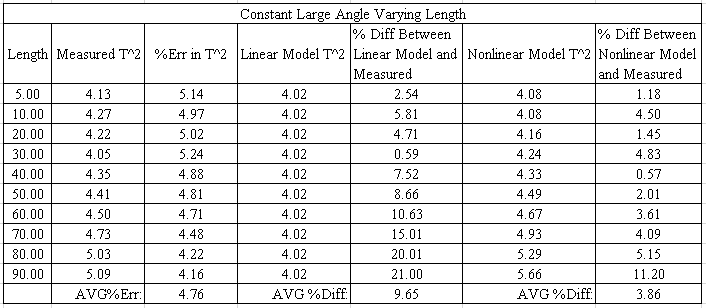 Constant Large Angle Varying Length
Length Measured T^2 %Err in T^2 Linear Model T^2 % Diff Between Linear Model and Measured Nonlinear Model T^2 % Diff Between Nonlinear Model and Measured
5.00 4.13 5.14 4.02 2.54 4.08 1.18
10.00 4.27 4.97 4.02 5.81 4.08 4.50
20.00 4.22 5.02 4.02 4.71 4.16 1.45
30.00 4.05 5.24 4.02 0.59 4.24 4.83
40.00 4.35 4.88 4.02 7.52 4.33 0.57
50.00 4.41 4.81 4.02 8.66 4.49 2.01
60.00 4.50 4.71 4.02 10.63 4.67 3.61
70.00 4.73 4.48 4.02 15.01 4.93 4.09
80.00 5.03 4.22 4.02 20.01 5.29 5.15
90.00 5.09 4.16 4.02 21.00 5.66 11.20
AVG%Err: 4.76 AVG %Diff: 9.65 AVG %Diff: 3.86